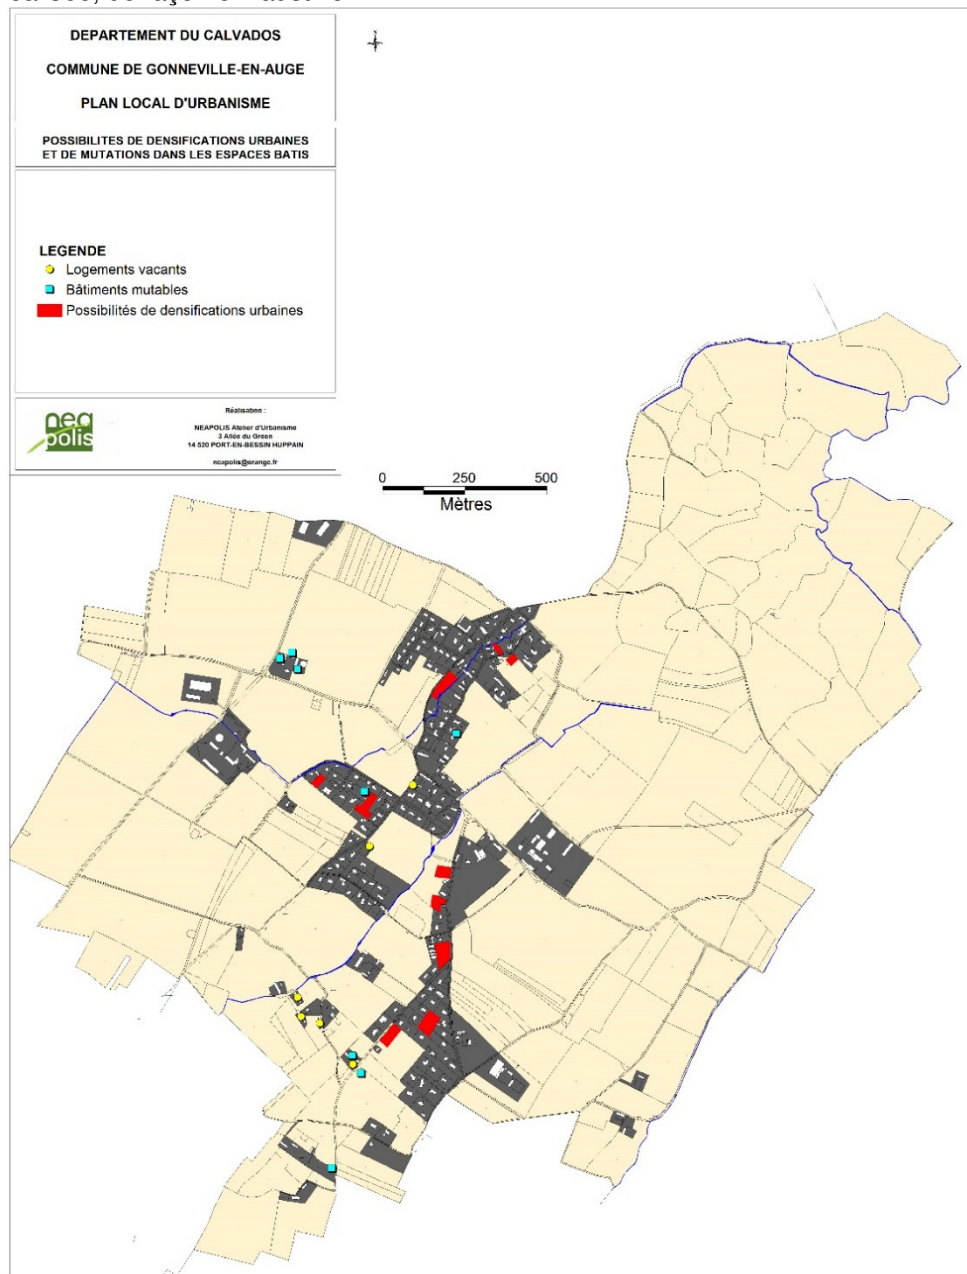 DEPARTEMENT DU CALVADOS
COMMUNE DE GONNEVILLE-EN-AUGE
PLAN LOCAL D'URBANISME
POSSIBILITES DE DENSIFICATIONS URBAINES
ET DE MUTATIONS DANS LES ESPACES BATIS
LEGENDE
Logements vacants
Bâtiments mutables
Possibilités de densifications urbaines
nea
polis
Réalisation :
NEAPOLIS Atelier d'Urbanisme
3 Allée du Green
14 520 PORT-EN-BESSIN HUPPAIN
neapolis@orange.fr
0 250 500
Mètres